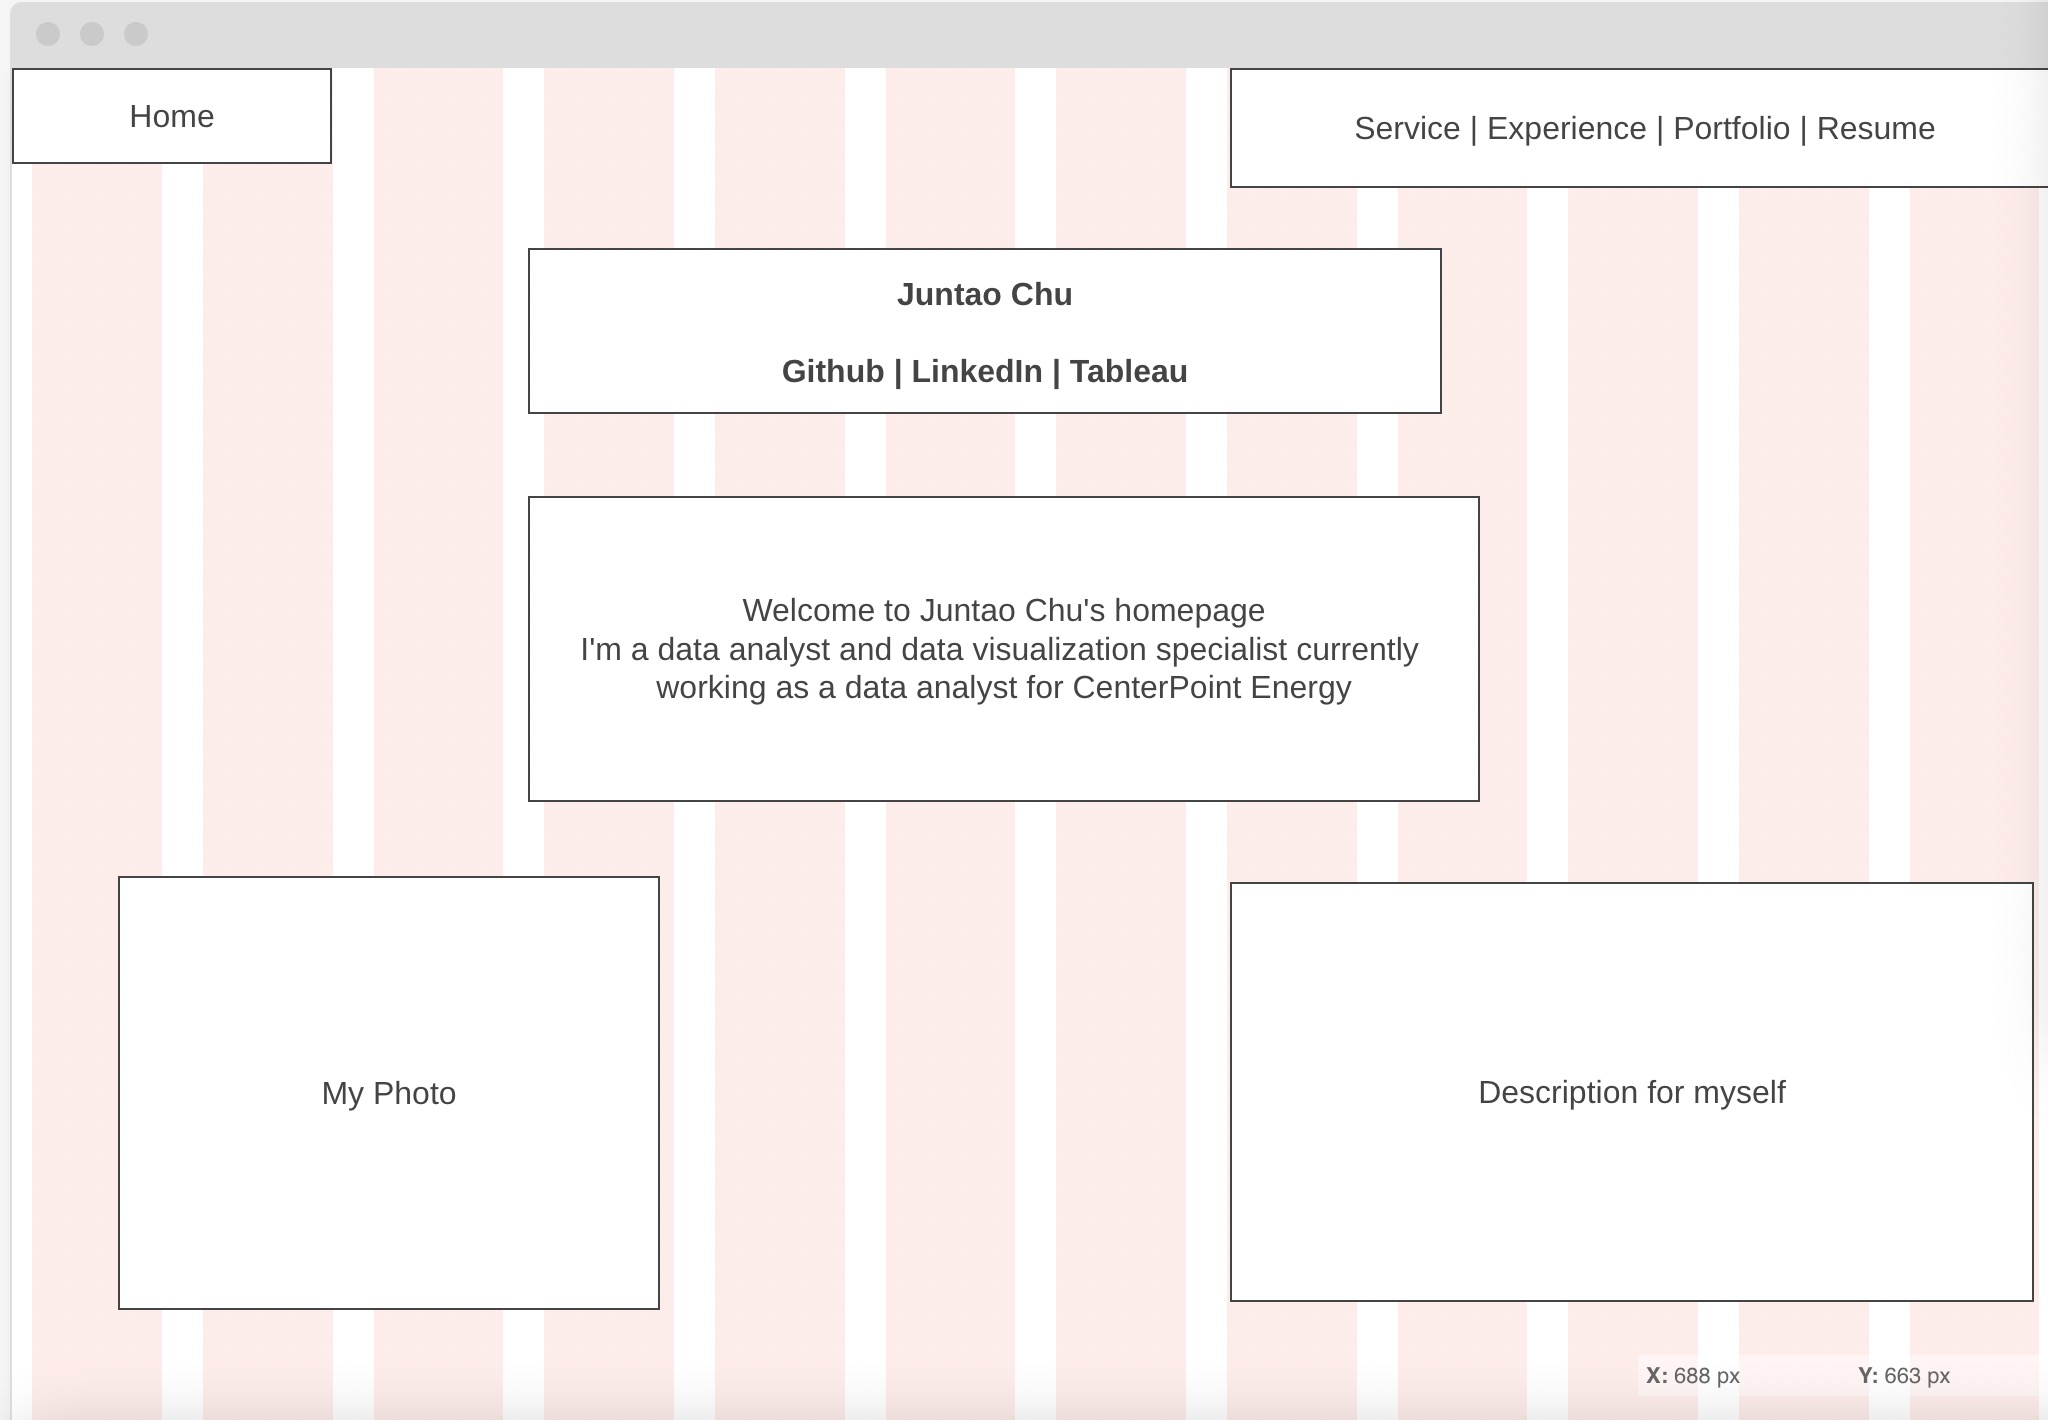 Home
Service | Experience | Portfolio | Resume
Juntao Chu
Github | LinkedIn | Tableau
Welcome to Juntao Chu's homepage
I'm a data analyst and data visualization specialist currently
working as a data analyst for CenterPoint Energy
My Photo
Description for myself
X: 688 px Y: 663 px